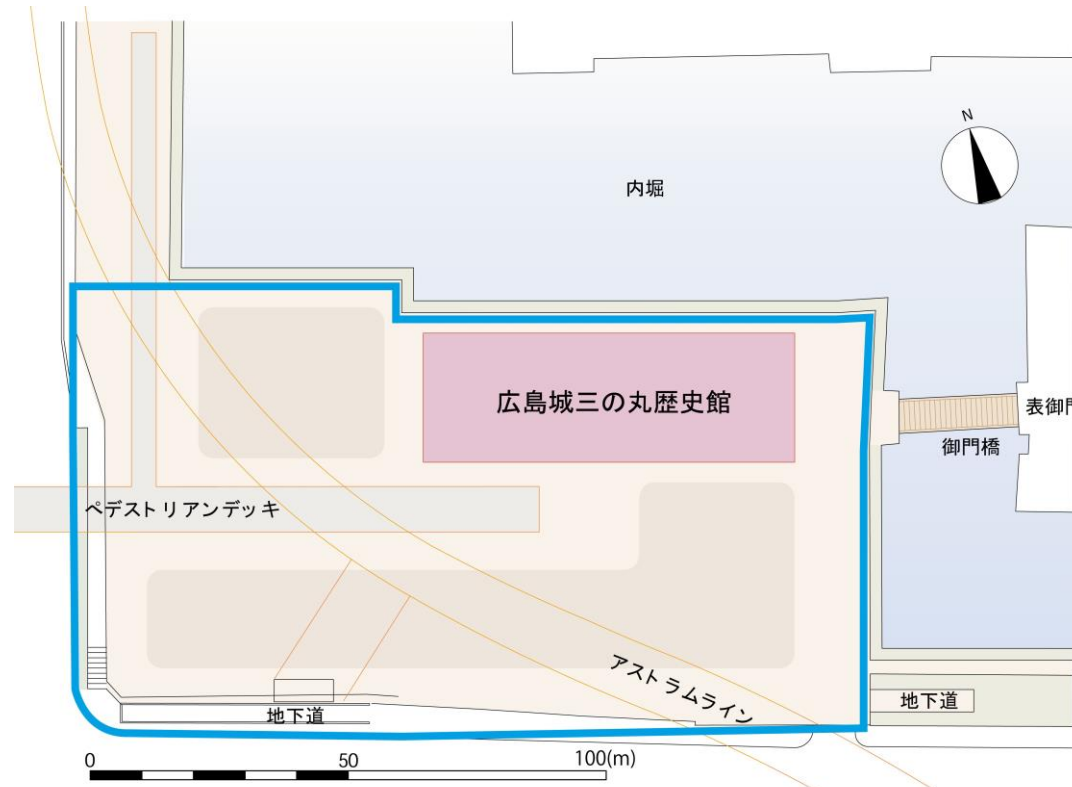 N
内堀
広島城三の丸歴史館
表御門
御門橋
ペデストリアンデッキ
アストラムライン
地下道
地下道
0 50 100(m)